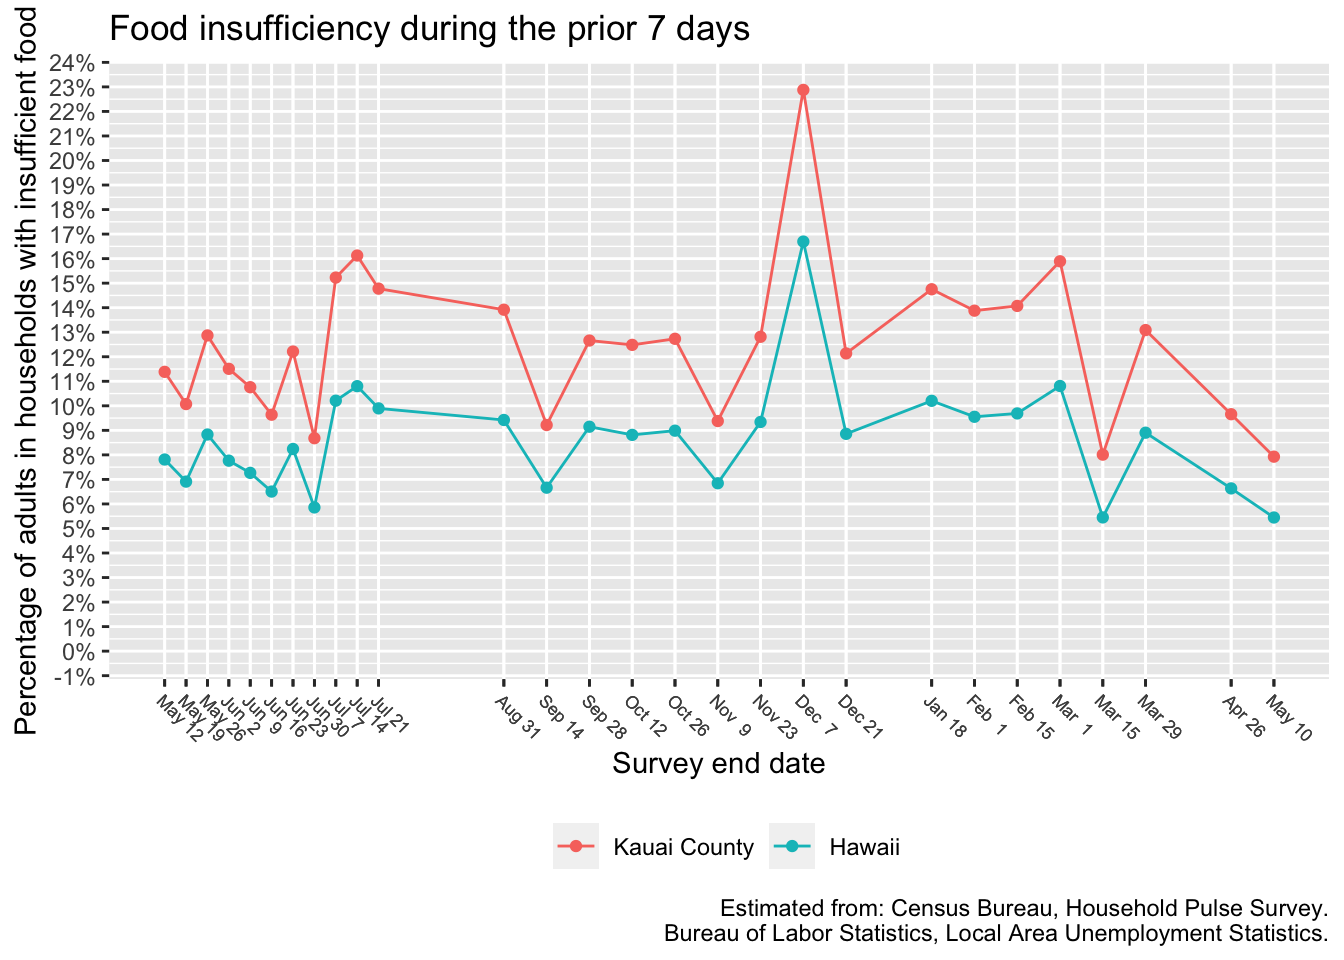 Food insufficiency during the prior 7 days
Percentage of adults in households with insufficient food
24%
23%
22%
21%
20%
19%
18%
17%
16%
15%
14%
13%
12%
11%
10%
9%
8%
7%
6%
5%
4%
3%
2%
1%
0%
-1%
May 12
May 19
May 26
Jun 2
Jun 9
Jun 16
Jun 23
Jun 30
Jul 7
Jul 14
Jul 21
Aug 31
Sep 14
Sep 28
Oct 12
Oct 26
Nov 9
Nov 23
Dec 7
Dec 21
Jan 18
Feb 1
Feb 15
Mar 1
Mar 15
Mar 29
Apr 26
May 10
Survey end date
Kauai County
Hawaii
Estimated from: Census Bureau, Household Pulse Survey.
Bureau of Labor Statistics, Local Area Unemployment Statistics.